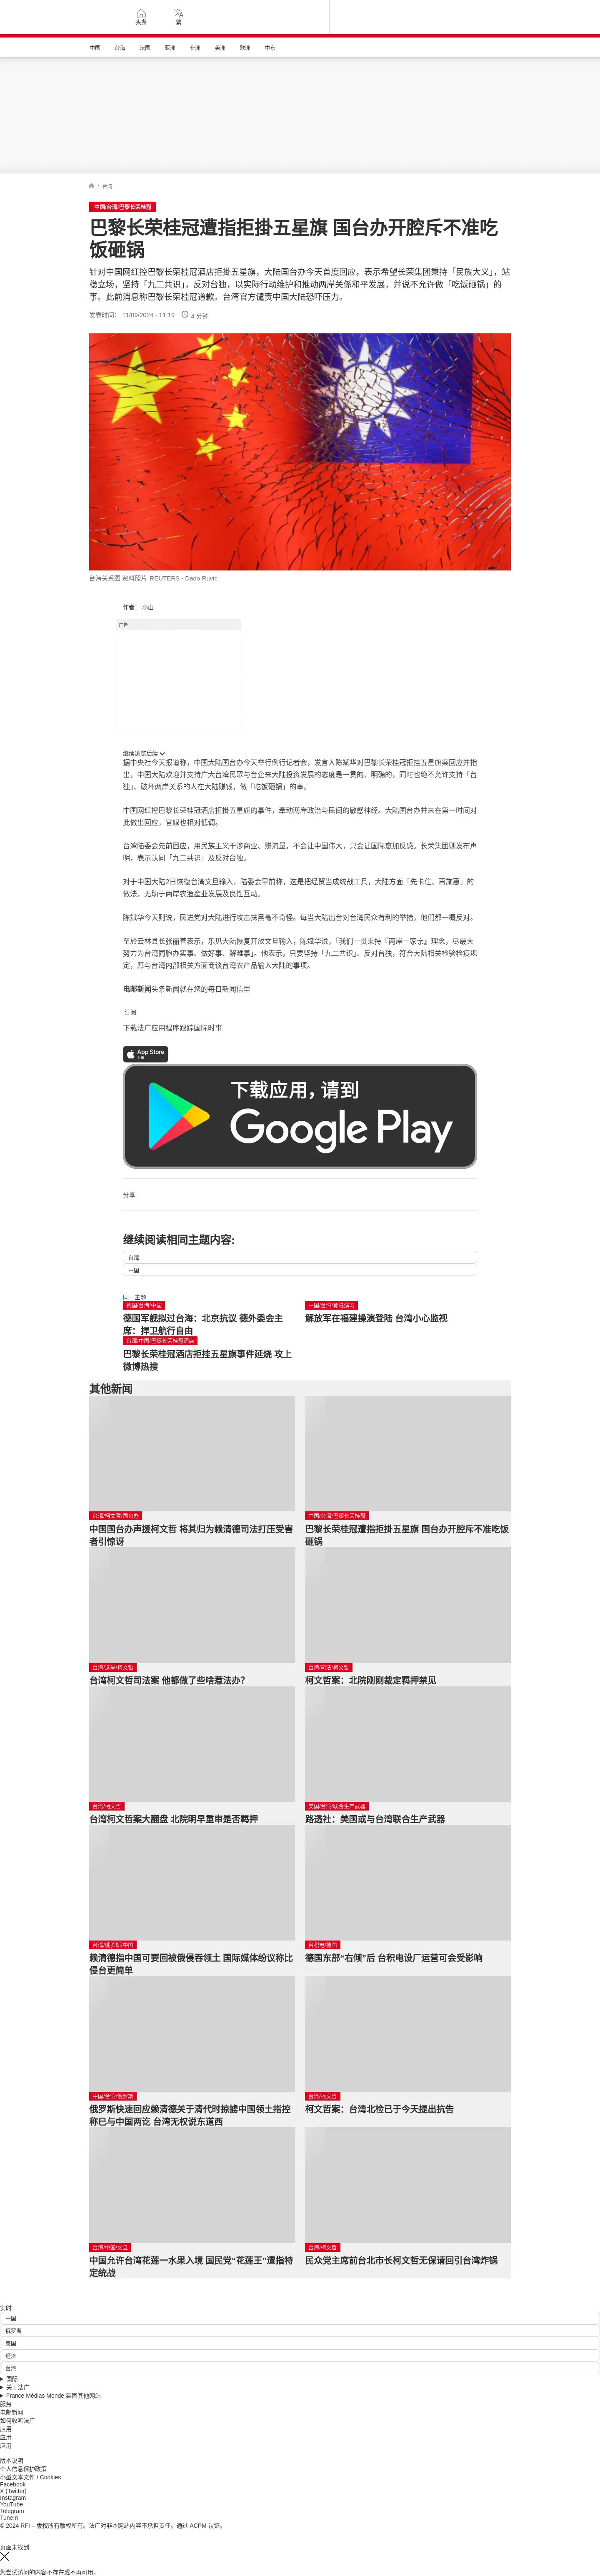 头条
繁
中国
台海
法国
亚洲
非洲
美洲
欧洲
中东
/ 台湾
中国/台湾/巴黎长荣桂冠
巴黎长荣桂冠遭指拒掛五星旗 国台办开腔斥不准吃
饭砸锅
针对中国网红控巴黎长荣桂冠酒店拒掛五星旗，大陆国台办今天首度回应，表示希望长荣集团秉持「民族大义」，站
稳立场，坚持「九二共识」，反对台独，以实际行动维护和推动两岸关係和平发展，并说不允许做「吃饭砸锅」的
事。此前消息称巴黎长荣桂冠道歉。台湾官方谴责中国大陆恐吓压力。
发表时间： 11/09/2024 - 11:19
4 分钟
台海关系图 资料照片 REUTERS - Dado Ruvic
作者： 小山
广告
继续浏览后续
据中央社今天报道称，中国大陆国台办今天举行例行记者会，发言人陈斌华对巴黎长荣桂冠拒挂五星旗案回应并指
出，中国大陆欢迎并支持广大台湾民眾与台企来大陆投资发展的态度是一贯的、明确的，同时也绝不允许支持「台
独」、破坏两岸关系的人在大陆赚钱，做「吃饭砸锅」的事。
中国网红控巴黎长荣桂冠酒店拒掛五星旗的事件，牵动两岸政治与民间的敏感神经。大陆国台办并未在第一时间对
此做出回应，官媒也相对低调。
台湾陆委会先前回应，用民族主义干涉商业、赚流量，不会让中国伟大，只会让国际愈加反感。长荣集团则发布声
明，表示认同「九二共识」及反对台独。
对于中国大陆2日恢復台湾文旦输入，陆委会早前称，这是把经贸当成统战工具，大陆方面「先卡住、再施惠」的
做法，无助于两岸农渔產业发展及良性互动。
陈斌华今天则说，民进党对大陆进行攻击抹黑毫不奇怪。每当大陆出台对台湾民众有利的举措，他们都一概反对。
至於云林县长张丽善表示，乐见大陆恢复开放文旦输入，陈斌华说，「我们一贯秉持『两岸一家亲』理念，尽最大
努力为台湾同胞办实事、做好事、解难事」。他表示，只要坚持「九二共识」、反对台独，符合大陆相关检验检疫规
定，愿与台湾内部相关方面商谈台湾农产品输入大陆的事项。
电邮新闻头条新闻就在您的每日新闻信里
订阅
下载法广应用程序跟踪国际时事
App Store
下载
下载应用，请到
Google Play
分享 :
继续阅读相同主题内容:
台湾
中国
同一主题
德国/台海/中国
德国军舰拟过台海：北京抗议 德外委会主
席：捍卫航行自由
中国/台湾/登陆演习
解放军在福建操演登陆 台湾小心监视
台湾/中国/巴黎长荣桂冠酒店
巴黎长荣桂冠酒店拒挂五星旗事件延烧 攻上
微博热搜
其他新闻
台湾/柯文哲/国台办
中国国台办声援柯文哲 将其归为赖清德司法打压受害
者引惊讶
中国/台湾/巴黎长荣桂冠
巴黎长荣桂冠遭指拒掛五星旗 国台办开腔斥不准吃饭
砸锅
台湾/选举/柯文哲
台湾柯文哲司法案 他都做了些啥惹法办？
台湾/司法/柯文哲
柯文哲案：北院刚刚裁定羁押禁见
台湾/柯文哲
台湾柯文哲案大翻盘 北院明早重审是否羁押
美国/台湾/联合生产武器
路透社：美国或与台湾联合生产武器
台湾/俄罗斯/中国
赖清德指中国可要回被俄侵吞领土 国际媒体纷议称比
侵台更简单
台积电/德国
德国东部“右倾”后 台积电设厂运营可会受影响
中国/台湾/俄罗斯
俄罗斯快速回应赖清德关于清代时掠掳中国领土指控
称已与中国两讫 台湾无权说东道西
台湾/柯文哲
柯文哲案：台湾北检已于今天提出抗告
台湾/中国/文旦
中国允许台湾花莲一水果入境 国民党“花莲王”遭指特
定统战
台湾/柯文哲
民众党主席前台北市长柯文哲无保请回引台湾炸锅
实时
中国
俄罗斯
美国
经济
台湾
国际
关于法广
France Médias Monde 集团其他网站
服务
电邮新闻
如何收听法广
应用
应用
应用
版本说明
个人信息保护政策
小型文本文件 / Cookies
Facebook
X (Twitter)
Instagram
YouTube
Telegram
TuneIn
© 2024 RFI – 版权所有版权所有。法广对非本网站内容不承担责任。通过 ACPM 认证。
页面未找到
您尝试访问的内容不存在或不再可用。